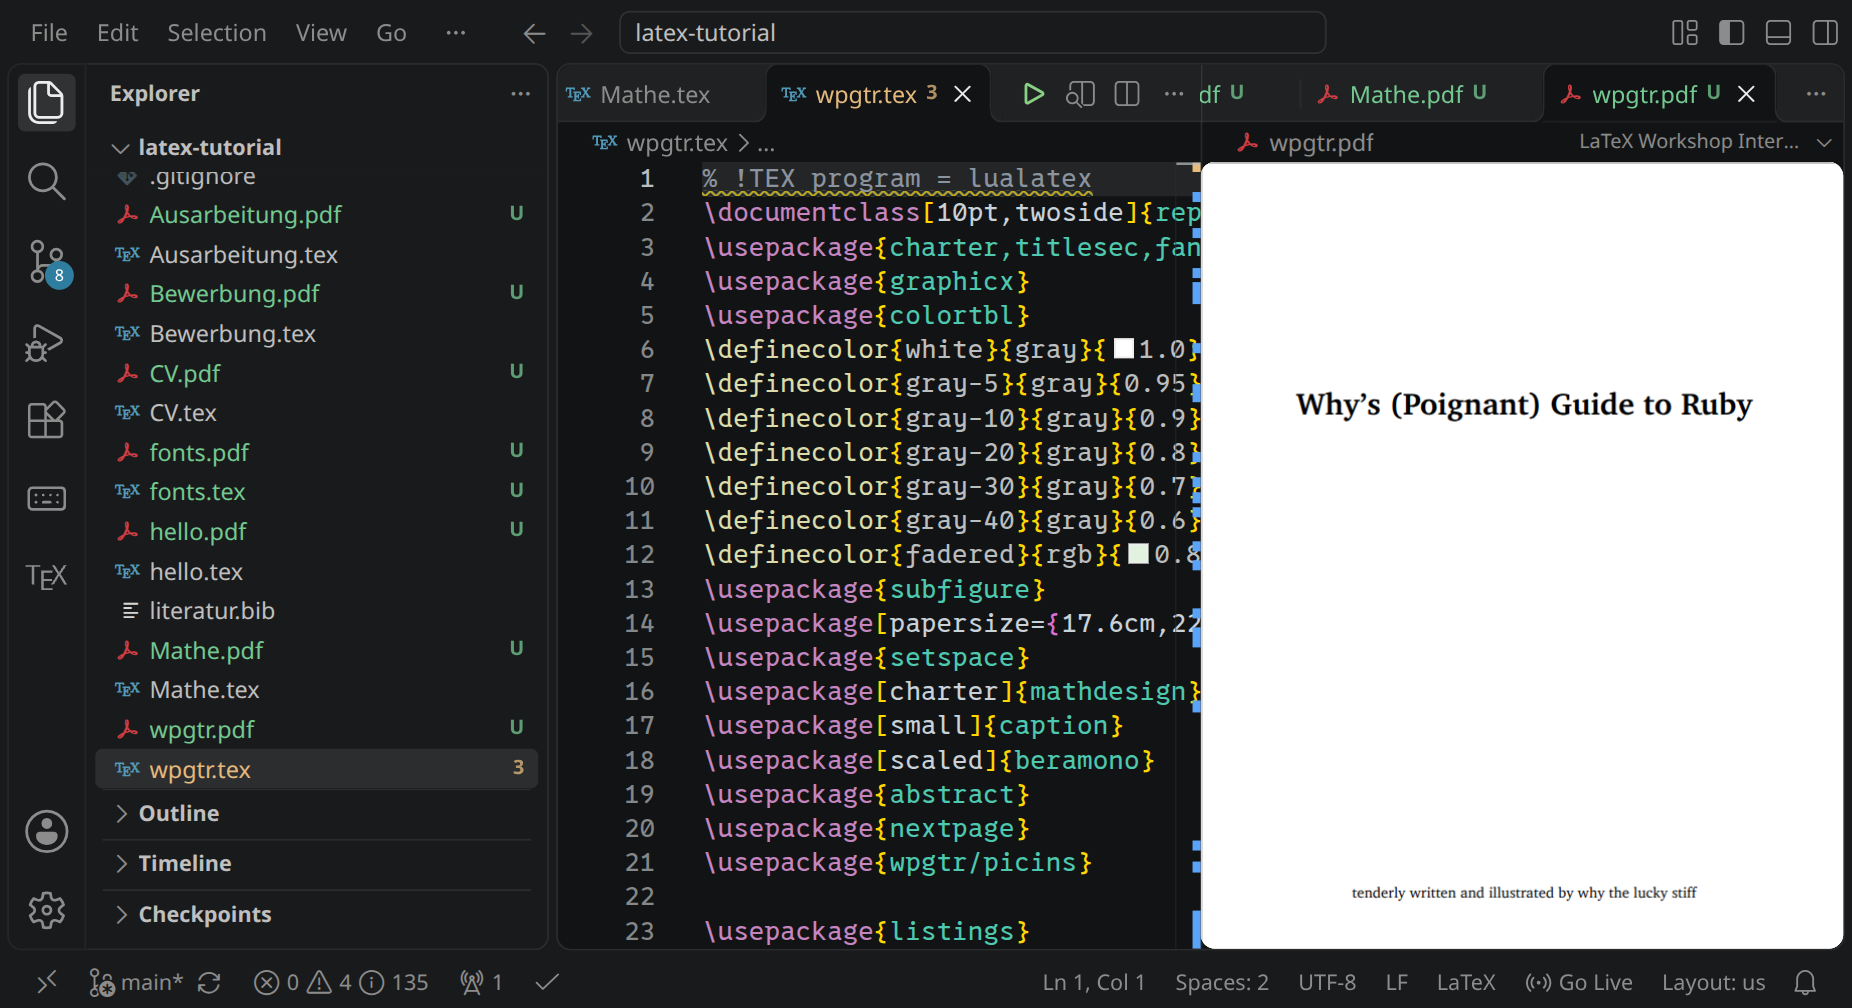 File Edit Selection View Go ··· latex-tutorial
Explorer
latex-tutorial
.gitignore
Ausarbeitung.pdf U
Ausarbeitung.tex
Bewerbung.pdf U
Bewerbung.tex
CV.pdf U
CV.tex
fonts.pdf U
fonts.tex U
hello.pdf U
hello.tex
literatur.bib
Mathe.pdf U
Mathe.tex
wpgtr.pdf U
wpgtr.tex 3
Outline
Timeline
Checkpoints
8
TEX
Mathe.tex
wpgtr.tex 3
df U
Mathe.pdf U
wpgtr.pdf U
wpgtr.tex > ...
1 % !TEX program = lualatex
2 \documentclass[10pt,twoside]{rep
3 \usepackage{charter,titlesec,fan
4 \usepackage{graphicx}
5 \usepackage{colortbl}
6 \definecolor{white}{gray}{1.0}
7 \definecolor{gray-5}{gray}{0.95}
8 \definecolor{gray-10}{gray}{0.9}
9 \definecolor{gray-20}{gray}{0.8}
10 \definecolor{gray-30}{gray}{0.7}
11 \definecolor{gray-40}{gray}{0.6}
12 \definecolor{fadered}{rgb}{0.8
13 \usepackage{subfigure}
14 \usepackage[papersize={17.6cm,22
15 \usepackage{setspace}
16 \usepackage[charter]{mathdesign}
17 \usepackage[small]{caption}
18 \usepackage[scaled]{beramono}
19 \usepackage{abstract}
20 \usepackage{nextpage}
21 \usepackage{wpgtr/picins}
22
23 \usepackage{listings}
wpgtr.pdf LaTeX Workshop Inter...
Why’s (Poignant) Guide to Ruby
tenderly written and illustrated by why the lucky stiff
main* 0 4 135 1 Ln 1, Col 1 Spaces: 2 UTF-8 LF LaTeX Go Live Layout: us